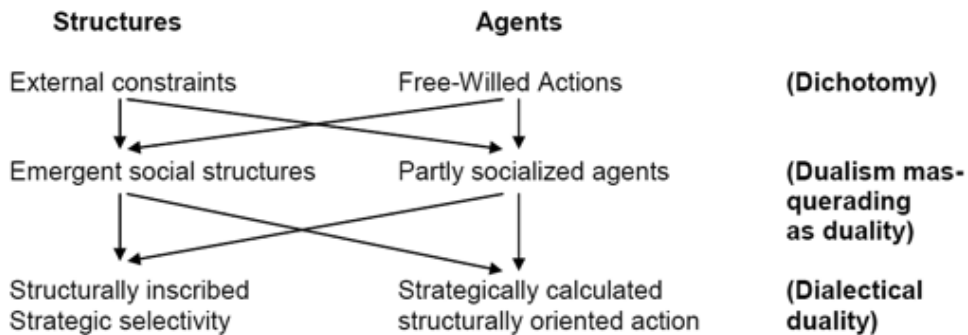 Structures Agents
External constraints Free-Willed Actions (Dichotomy)
Emergent social structures Partly socialized agents (Dualism mas-
querading
as duality)
Structurally inscribed Strategically calculated (Dialectical
Strategic selectivity structurally oriented action duality)